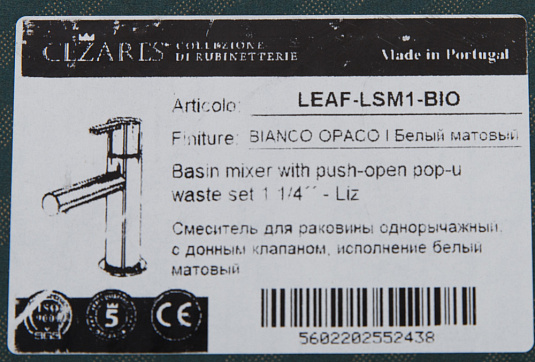 CEZARES COLLEZIONE
DI RUBINETTERIE
Made in Portugal
Articolo: LEAF-LSM1-BIO
Finiture: BIANCO OPACO I Белый матовый
Basin mixer with push-open pop-u
waste set 1 1/4´´ - Liz
Смеситель для раковины однорычажный,
с донным клапаном, исполнение белый
матовый
ISO
SGS
5
CE
5602202552438